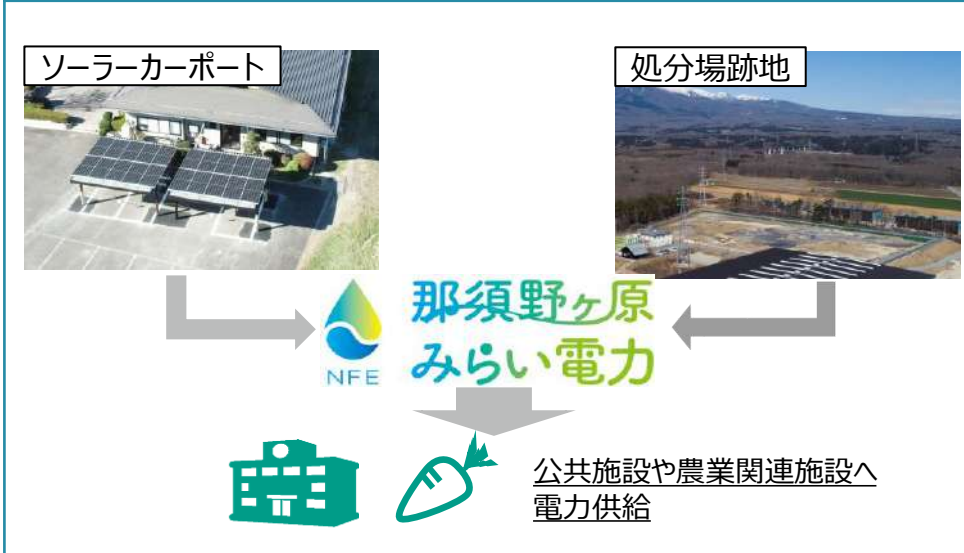 ソーラーカーポート
処分場跡地
那須野ヶ原
みらい電力
NFE
公共施設や農業関連施設へ
電力供給